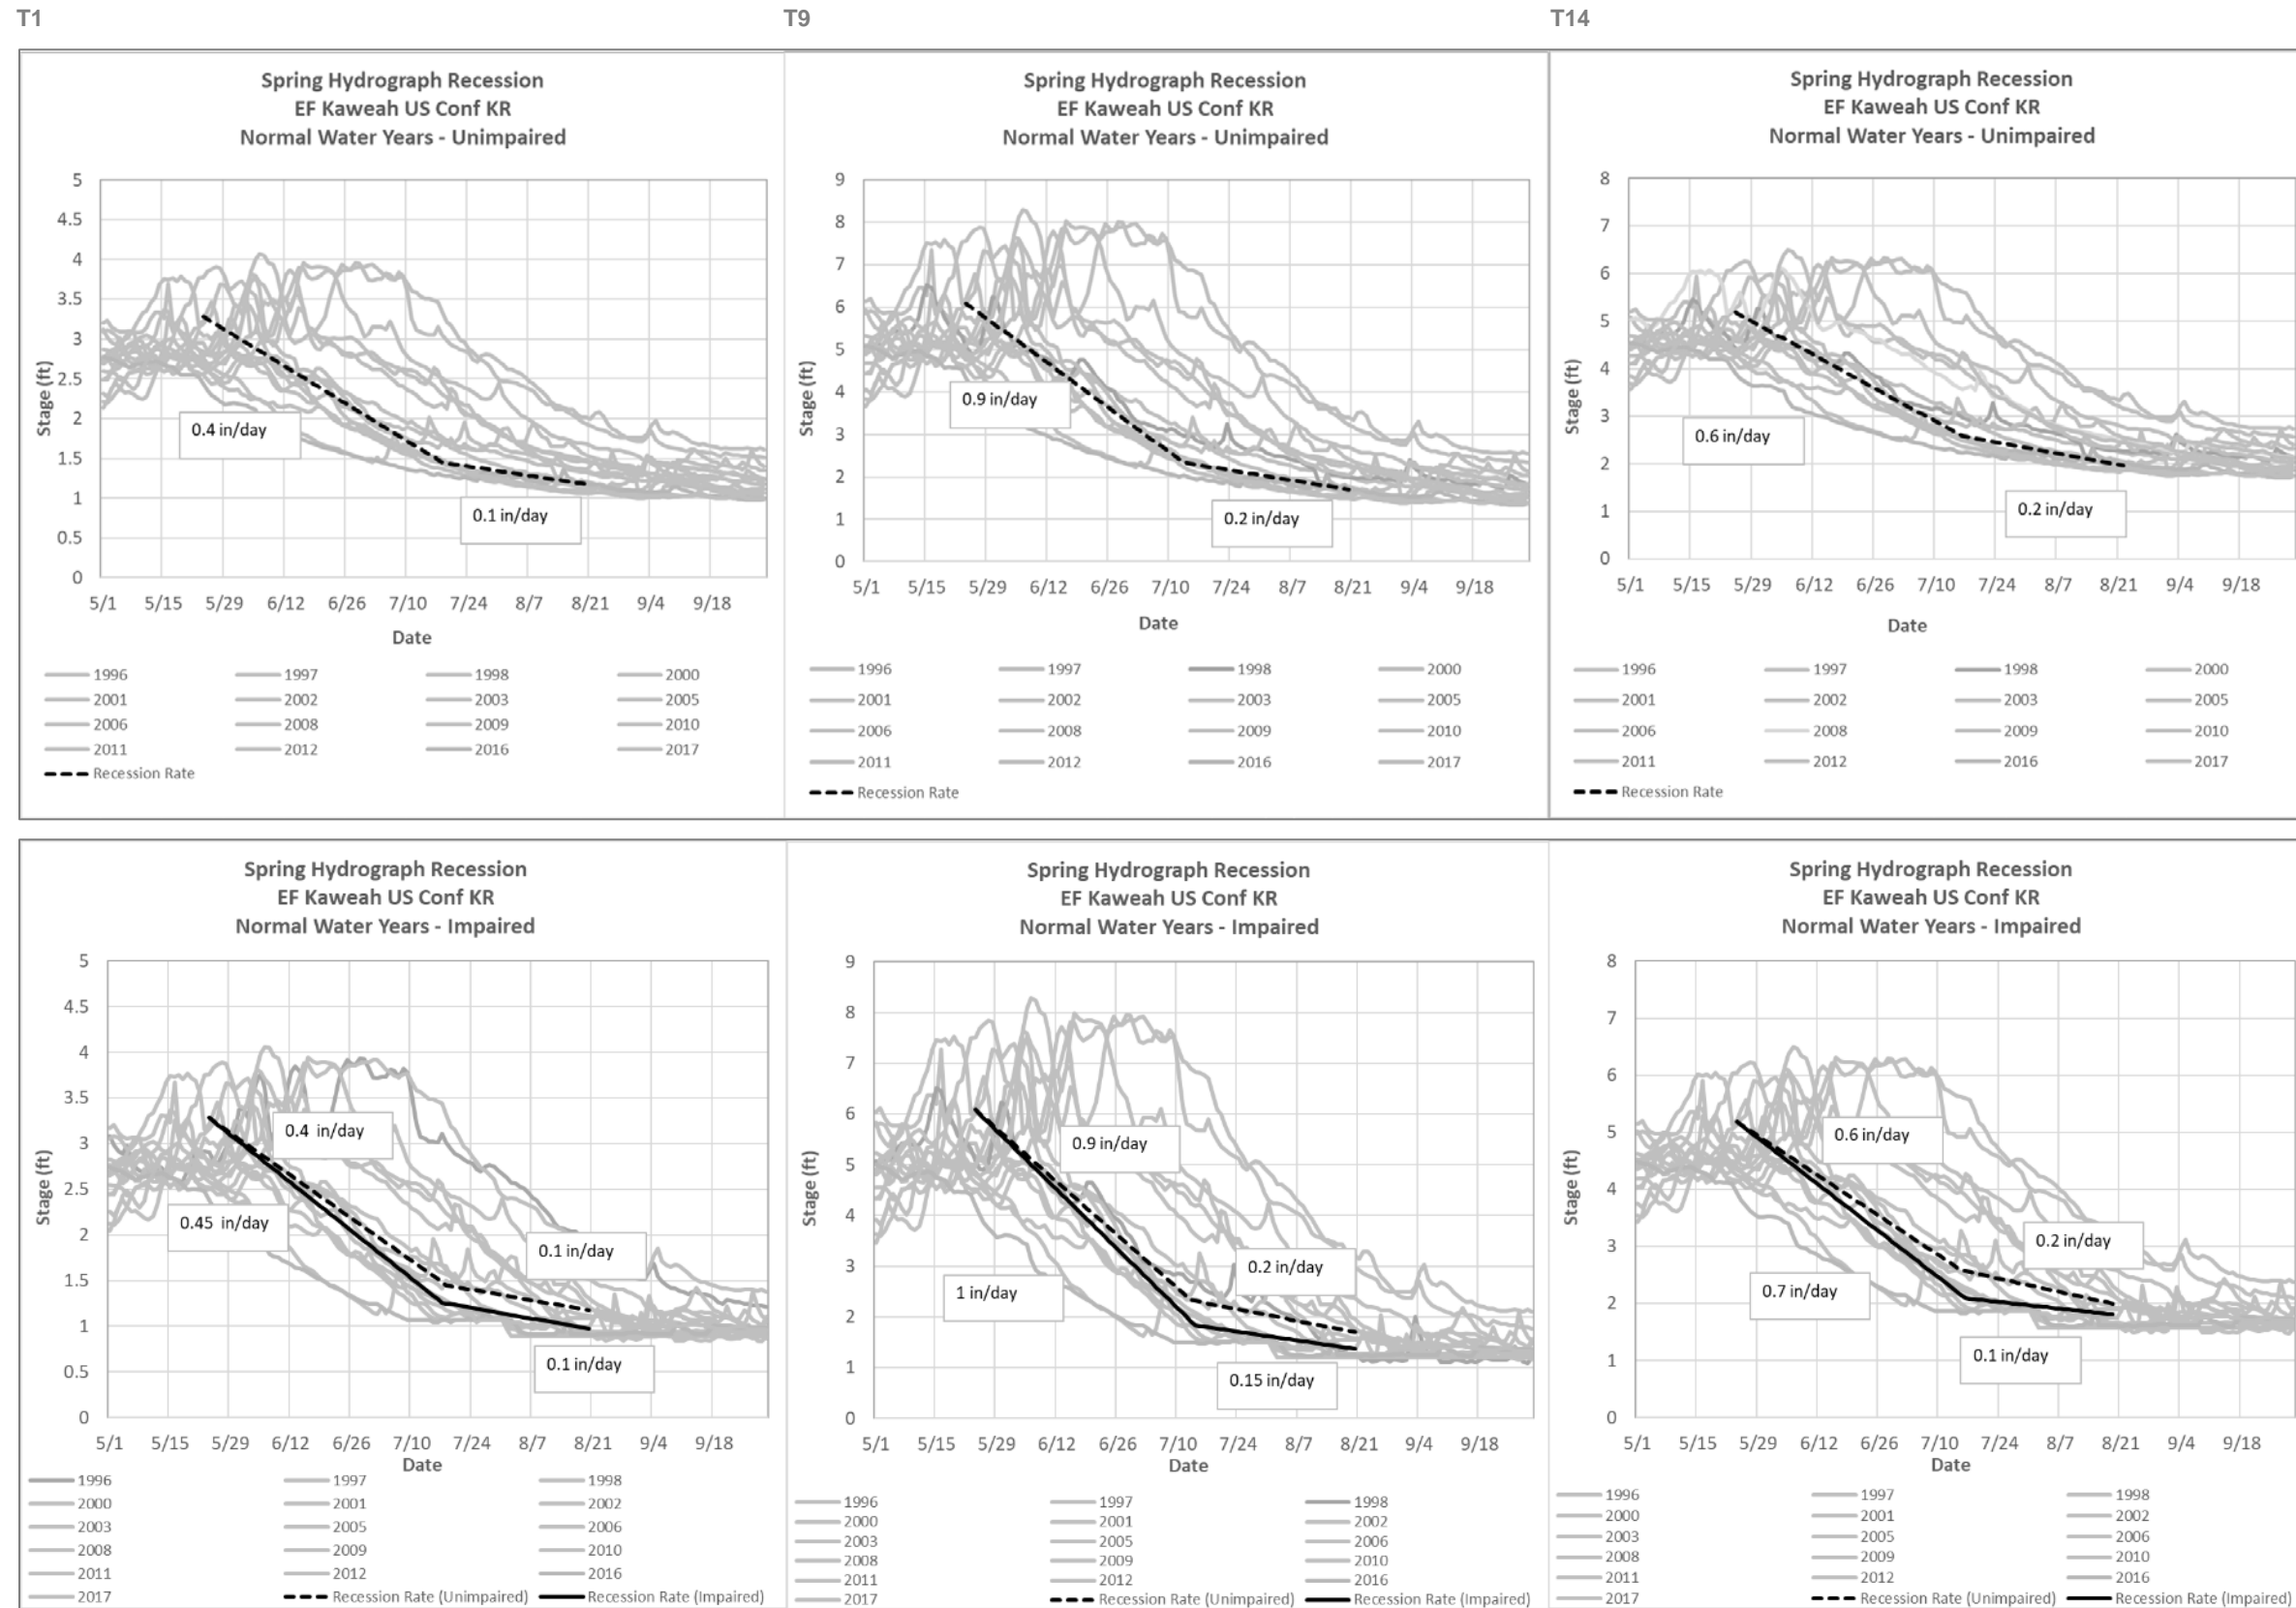 T1
T9
T14
Spring Hydrograph Recession
EF Kaweah US Conf KR
Normal Water Years - Unimpaired
5
4.5
4
3.5
3
2.5
2
1.5
1
0.5
0
Stage (ft)
0.4 in/day
0.1 in/day
5/1 5/15 5/29 6/12 6/26 7/10 7/24 8/7 8/21 9/4 9/18
Date
1996 1997 1998 2000
2001 2002 2003 2005
2006 2008 2009 2010
2011 2012 2016 2017
Recession Rate
Spring Hydrograph Recession
EF Kaweah US Conf KR
Normal Water Years - Unimpaired
9
8
7
6
5
4
3
2
1
0
Stage (ft)
0.9 in/day
0.2 in/day
5/1 5/15 5/29 6/12 6/26 7/10 7/24 8/7 8/21 9/4 9/18
Date
1996 1997 1998 2000
2001 2002 2003 2005
2006 2008 2009 2010
2011 2012 2016 2017
Recession Rate
Spring Hydrograph Recession
EF Kaweah US Conf KR
Normal Water Years - Unimpaired
8
7
6
5
4
3
2
1
0
Stage (ft)
0.6 in/day
0.2 in/day
5/1 5/15 5/29 6/12 6/26 7/10 7/24 8/7 8/21 9/4 9/18
Date
1996 1997 1998 2000
2001 2002 2003 2005
2006 2008 2009 2010
2011 2012 2016 2017
Recession Rate
Spring Hydrograph Recession
EF Kaweah US Conf KR
Normal Water Years - Impaired
5
4.5
4
3.5
3
2.5
2
1.5
1
0.5
0
Stage (ft)
0.4 in/day
0.45 in/day
0.1 in/day
0.1 in/day
5/1 5/15 5/29 6/12 6/26 7/10 7/24 8/7 8/21 9/4 9/18
Date
1996 1997 1998
2000 2001 2002
2003 2005 2006
2008 2009 2010
2011 2012 2016
2017 Recession Rate (Unimpaired) Recession Rate (Impaired)
Spring Hydrograph Recession
EF Kaweah US Conf KR
Normal Water Years - Impaired
9
8
7
6
5
4
3
2
1
0
Stage (ft)
0.9 in/day
0.2 in/day
1 in/day
0.15 in/day
5/1 5/15 5/29 6/12 6/26 7/10 7/24 8/7 8/21 9/4 9/18
Date
1996 1997 1998
2000 2001 2002
2003 2005 2006
2008 2009 2010
2011 2012 2016
2017 Recession Rate (Unimpaired) Recession Rate (Impaired)
Spring Hydrograph Recession
EF Kaweah US Conf KR
Normal Water Years - Impaired
8
7
6
5
4
3
2
1
0
Stage (ft)
0.6 in/day
0.2 in/day
0.7 in/day
0.1 in/day
5/1 5/15 5/29 6/12 6/26 7/10 7/24 8/7 8/21 9/4 9/18
Date
1996 1997 1998
2000 2001 2002
2003 2005 2006
2008 2009 2010
2011 2012 2016
2017 Recession Rate (Unimpaired) Recession Rate (Impaired)